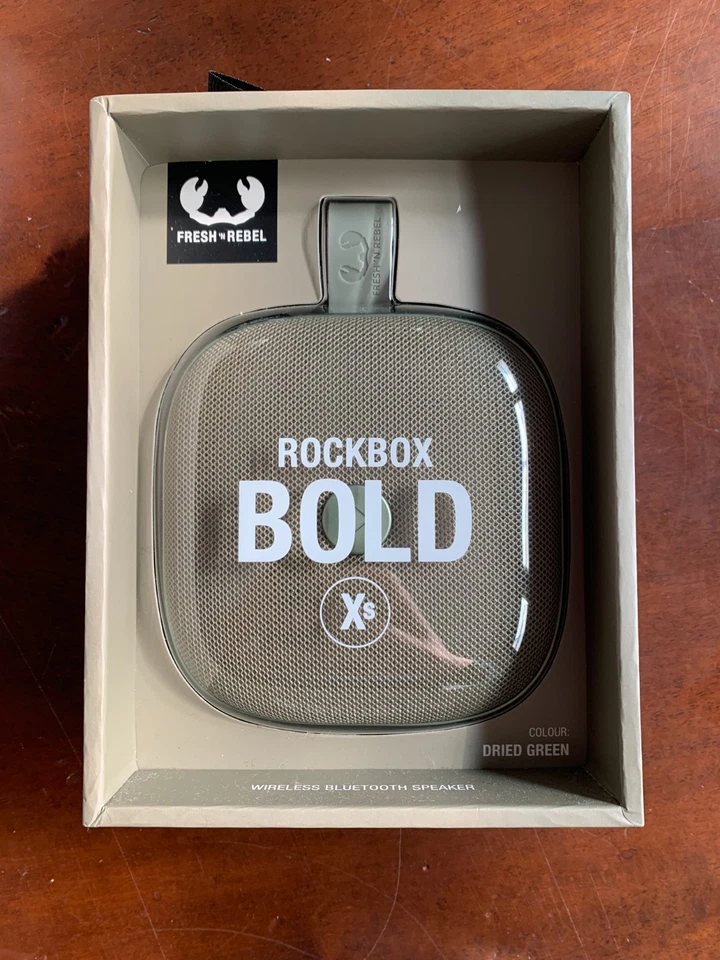 FRESH 'N REBEL
FRESH 'N REBEL
ROCKBOX
BOLD
Xs
COLOUR:
DRIED GREEN
WIRELESS BLUETOOTH SPEAKER